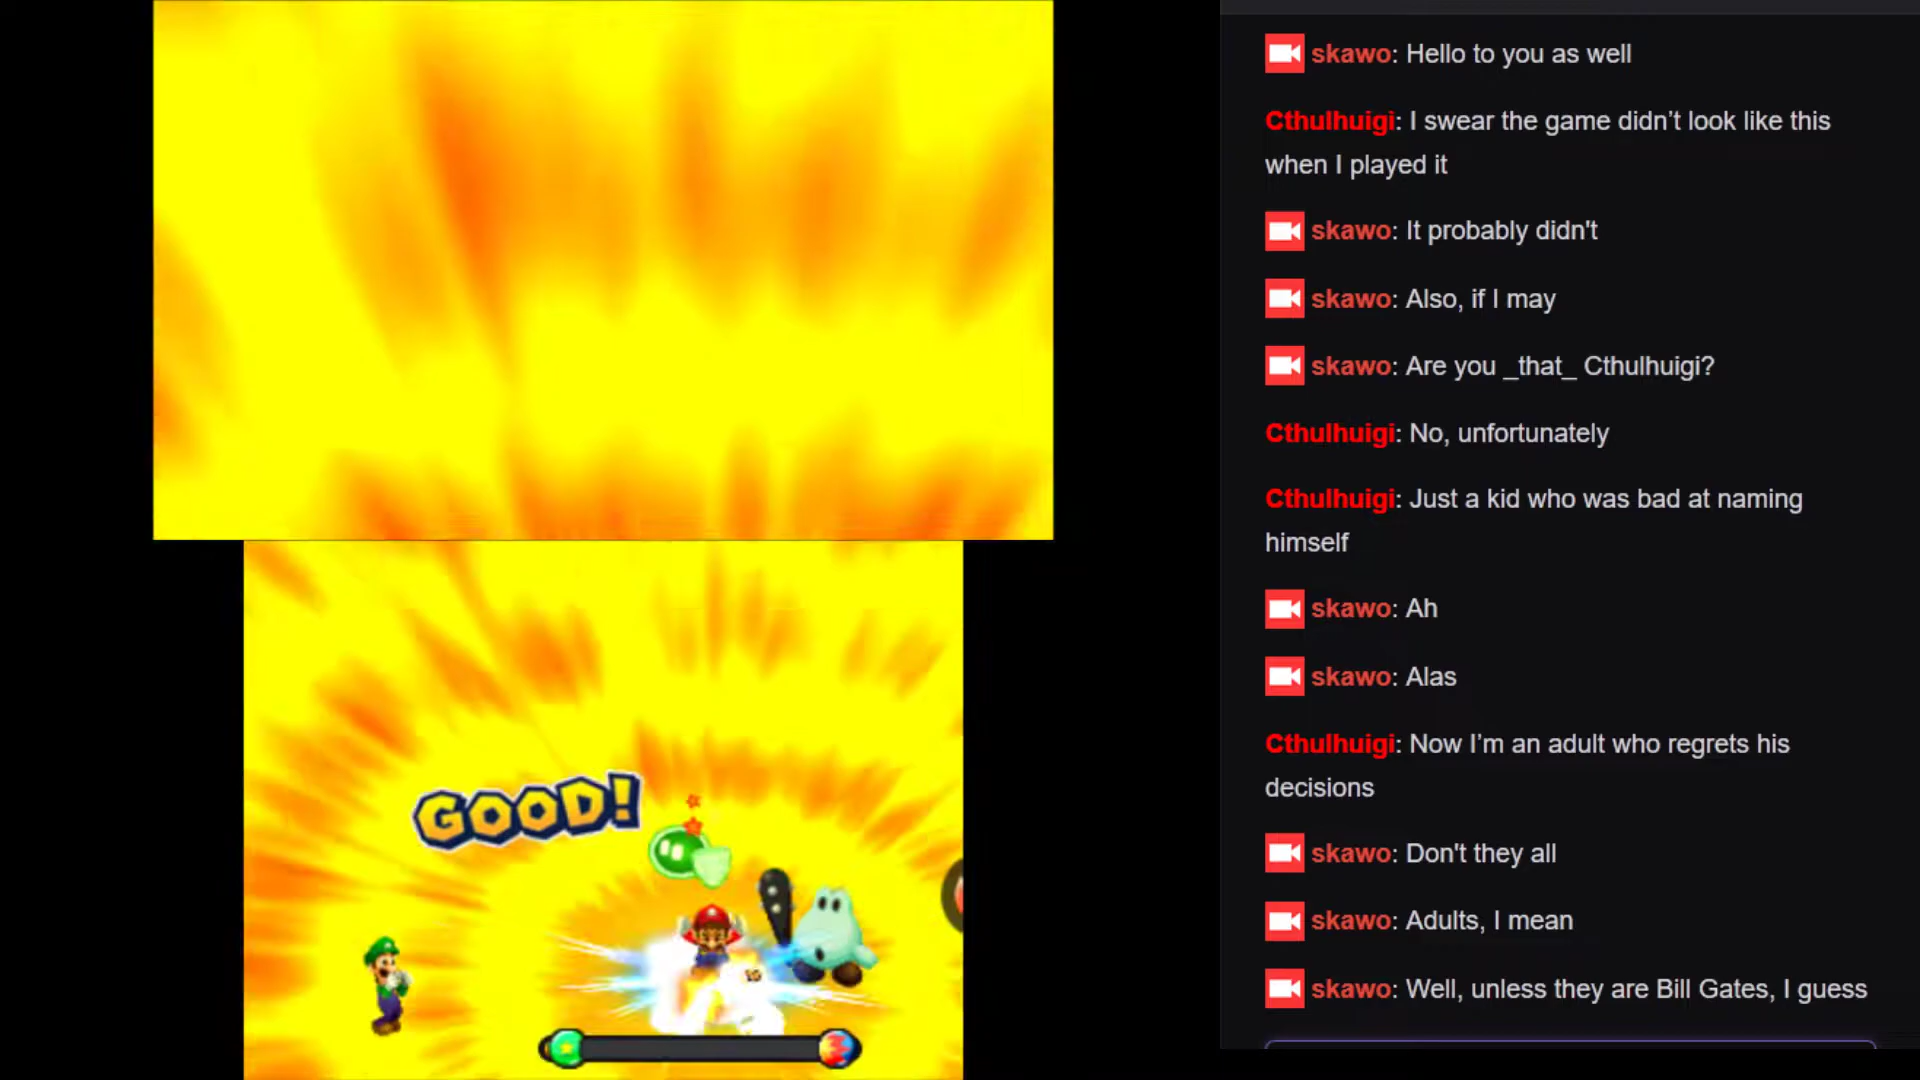 GOOD!
skawo: Hello to you as well
Cthulhuigi: I swear the game didn’t look like this
when I played it
skawo: It probably didn't
skawo: Also, if I may
skawo: Are you _that_ Cthulhuigi?
Cthulhuigi: No, unfortunately
Cthulhuigi: Just a kid who was bad at naming
himself
skawo: Ah
skawo: Alas
Cthulhuigi: Now I’m an adult who regrets his
decisions
skawo: Don't they all
skawo: Adults, I mean
skawo: Well, unless they are Bill Gates, I guess